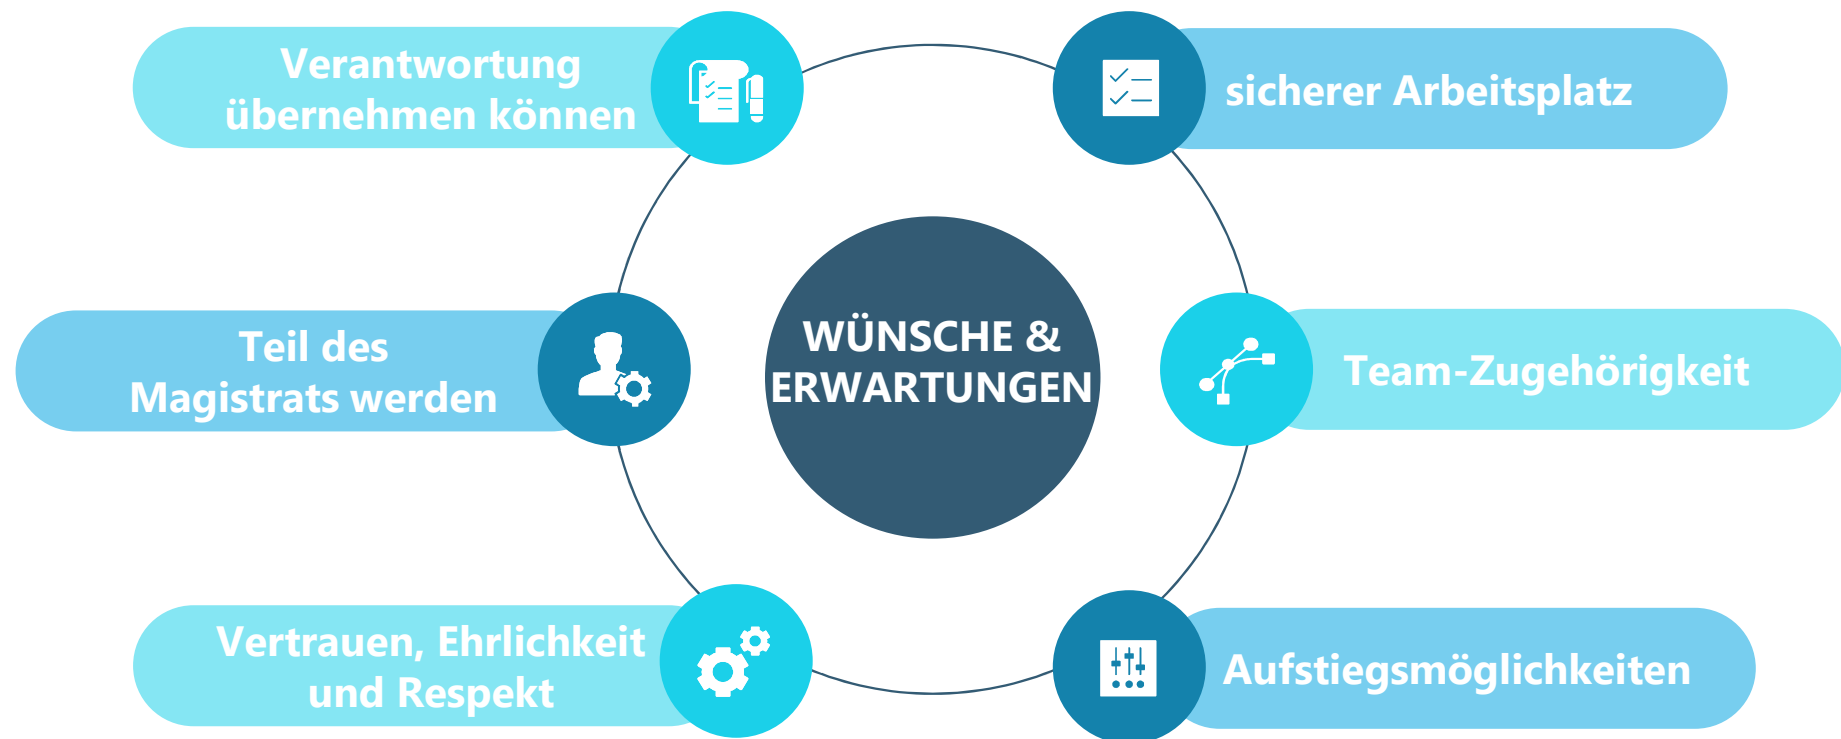 Verantwortung
übernehmen können
sicherer Arbeitsplatz
WÜNSCHE &
ERWARTUNGEN
Teil des
Magistrats werden
Team-Zugehörigkeit
Vertrauen, Ehrlichkeit
und Respekt
Aufstiegsmöglichkeiten